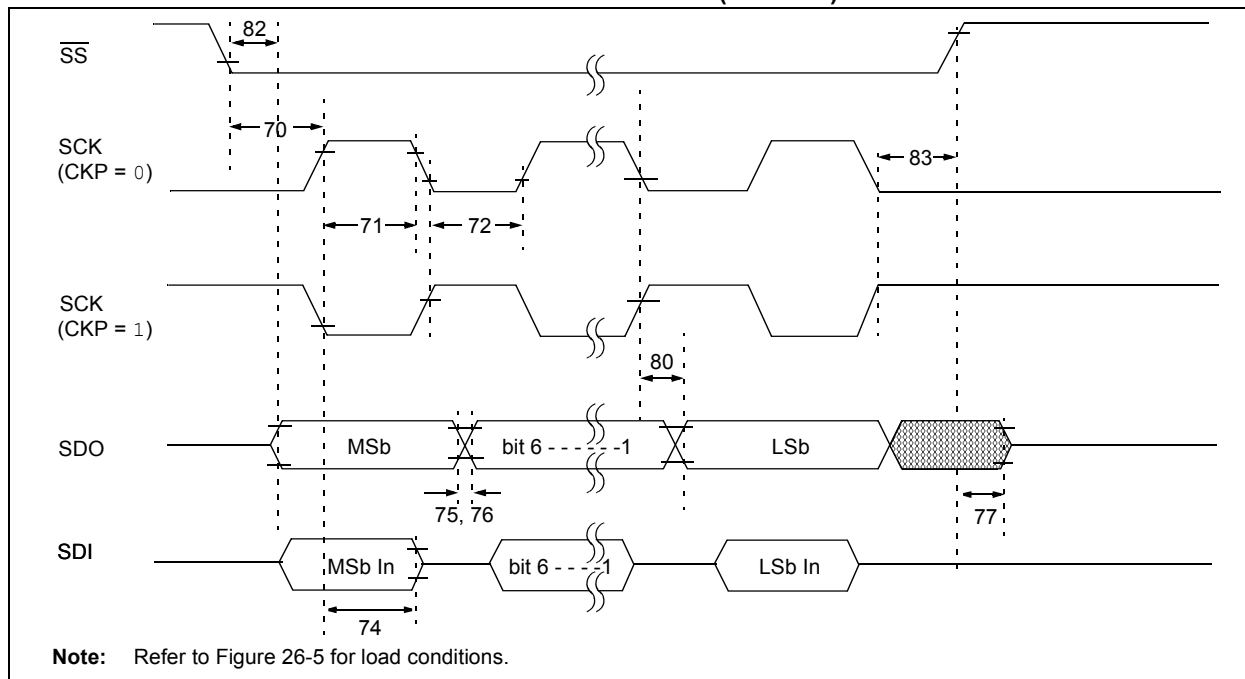 82
SS
70
SCK
(CKP = 0)
83
71
72
SCK
(CKP = 1)
80
SDO
MSb
bit 6 - - - - - -1
LSb
75, 76
77
SDI
MSb In
bit 6 - - - -1
LSb In
74
Note: Refer to Figure 26-5 for load conditions.